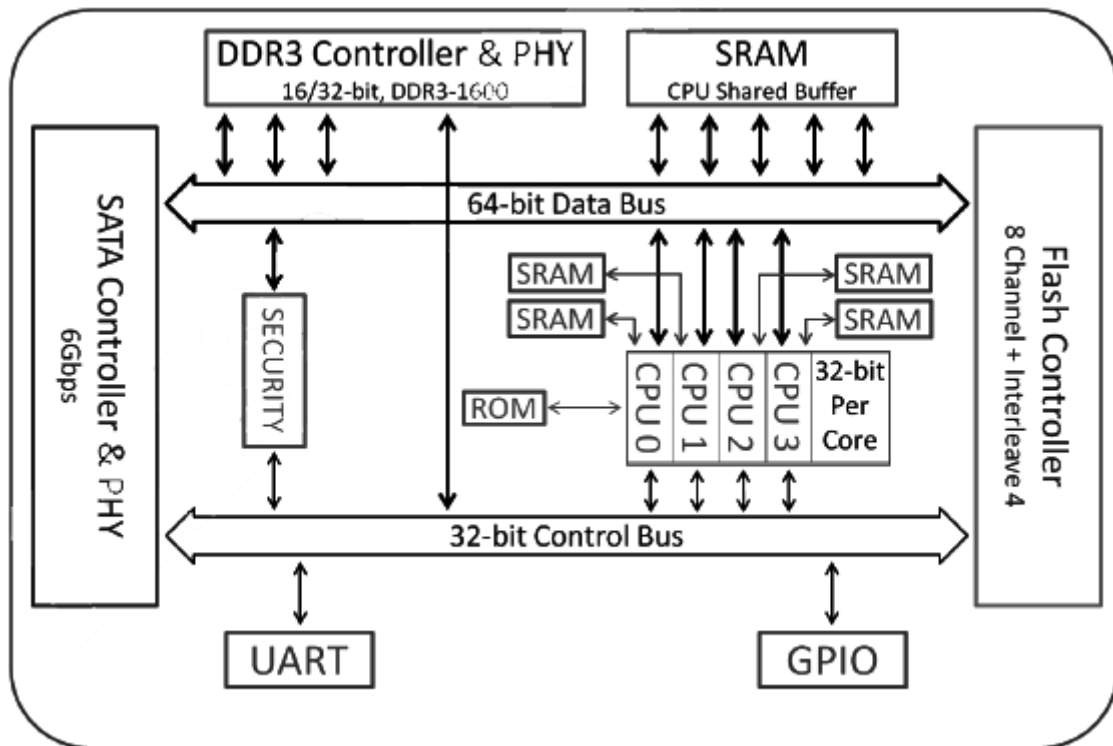 DDR3 Controller & PHY
16/32-bit, DDR3-1600
SRAM
CPU Shared Buffer
SATA Controller & PHY
6Gbps
64-bit Data Bus
Flash Controller
8 Channel + Interleave 4
SECURITY
SRAM
SRAM
SRAM
SRAM
ROM
CPU 0
CPU 1
CPU 2
CPU 3
32-bit
Per
Core
32-bit Control Bus
UART
GPIO